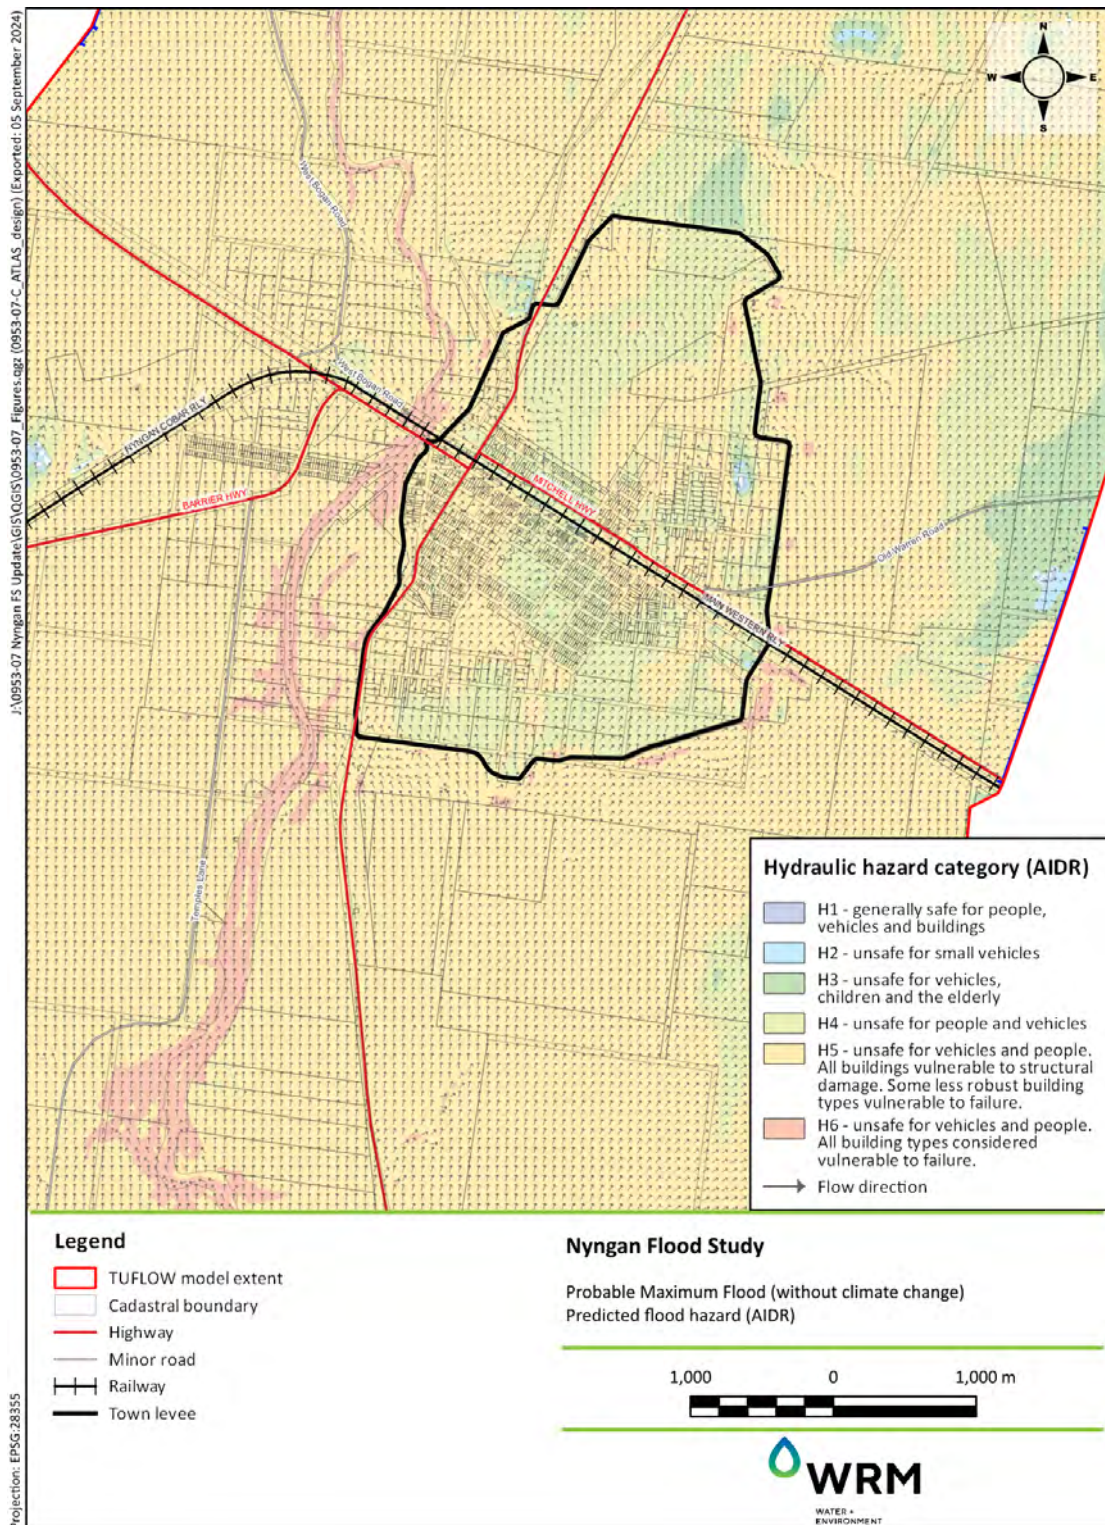 J:\0953-07 Nyngan FS Update\GIS\QGIS\0953-07_Figures.qgz (0953-07-C_ATLAS_design) (Exported: 05 September 2024)
Projection: EPSG:28355
N
W
E
S
West Bogan Road
West Bogan Road
NYNGAN COBAR RLY
BARRIER HWY
MITCHELL HWY
Old Warren Road
MAIN WESTERN RLY
Temples Lane
Hydraulic hazard category (AIDR)
H1 - generally safe for people,
vehicles and buildings
H2 - unsafe for small vehicles
H3 - unsafe for vehicles,
children and the elderly
H4 - unsafe for people and vehicles
H5 - unsafe for vehicles and people.
All buildings vulnerable to structural
damage. Some less robust building
types vulnerable to failure.
H6 - unsafe for vehicles and people.
All building types considered
vulnerable to failure.
Flow direction
Legend
TUFLOW model extent
Cadastral boundary
Highway
Minor road
Railway
Town levee
Nyngan Flood Study
Probable Maximum Flood (without climate change)
Predicted flood hazard (AIDR)
1,000 0 1,000 m
WRM
WATER +
ENVIRONMENT